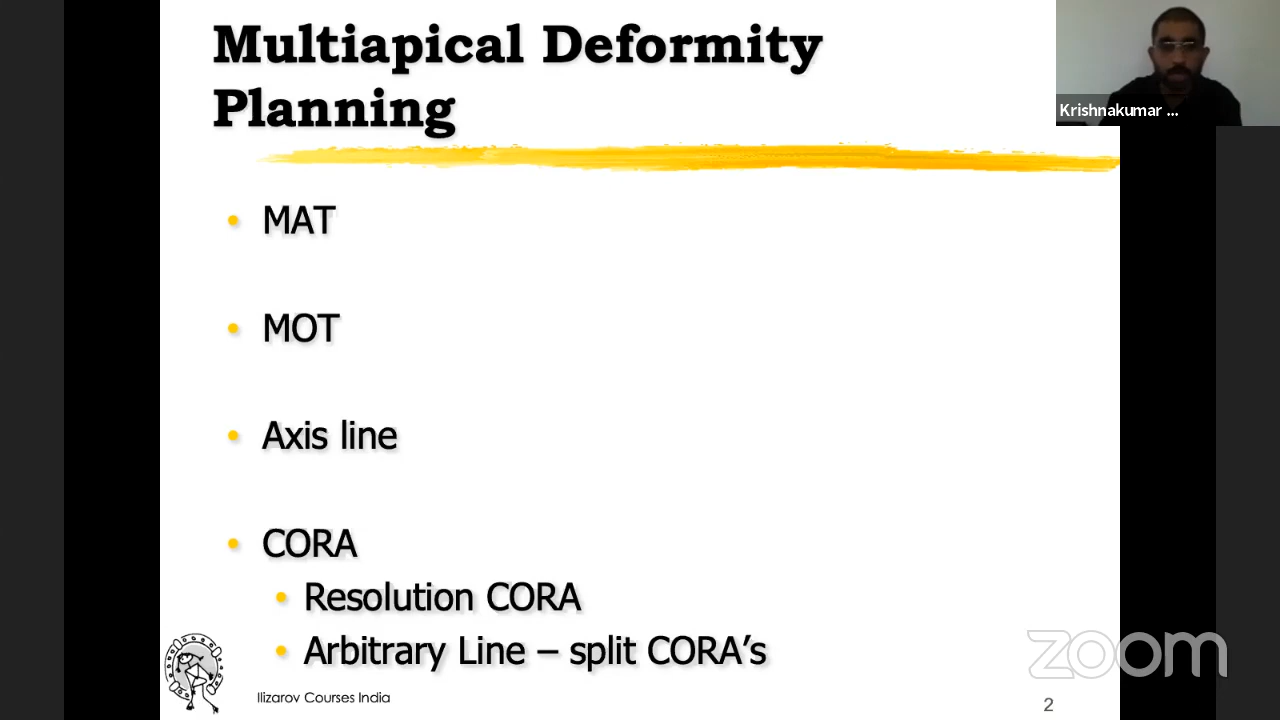 Multiapical Deformity
Planning
Krishnakumar ...
• MAT
• MOT
• Axis line
• CORA
• Resolution CORA
• Arbitrary Line – split CORA’s
zoom
Ilizarov Courses India
2